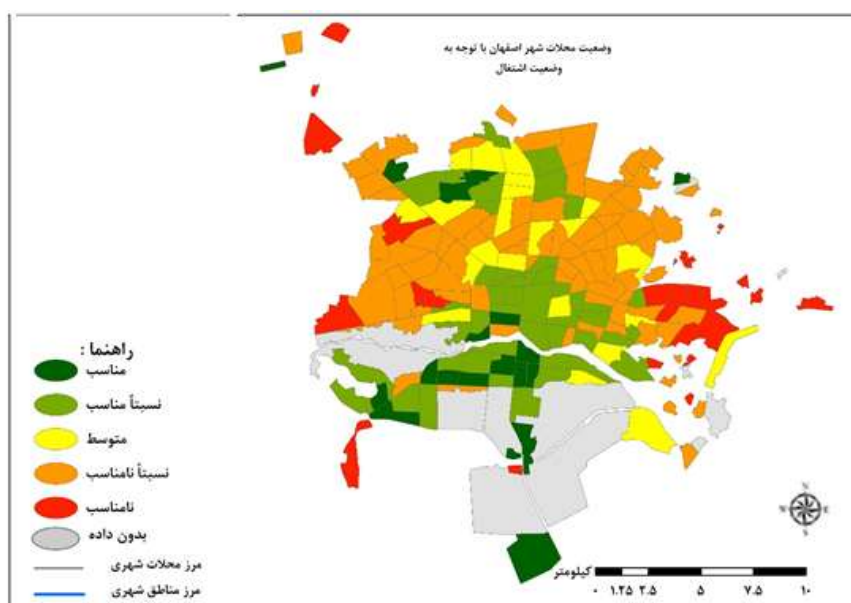 وضعیت محلات شهر اصفهان با توجه به
وضعیت اشتغال
راهنما :
مناسب
نسبتاً مناسب
متوسط
نسبتاً نامناسب
نامناسب
بدون داده
مرز محلات شهری
مرز مناطق شهری
کیلومتر
۰ ۱.۲۵ ۲.۵ ۵ ۷.۵ ۱۰